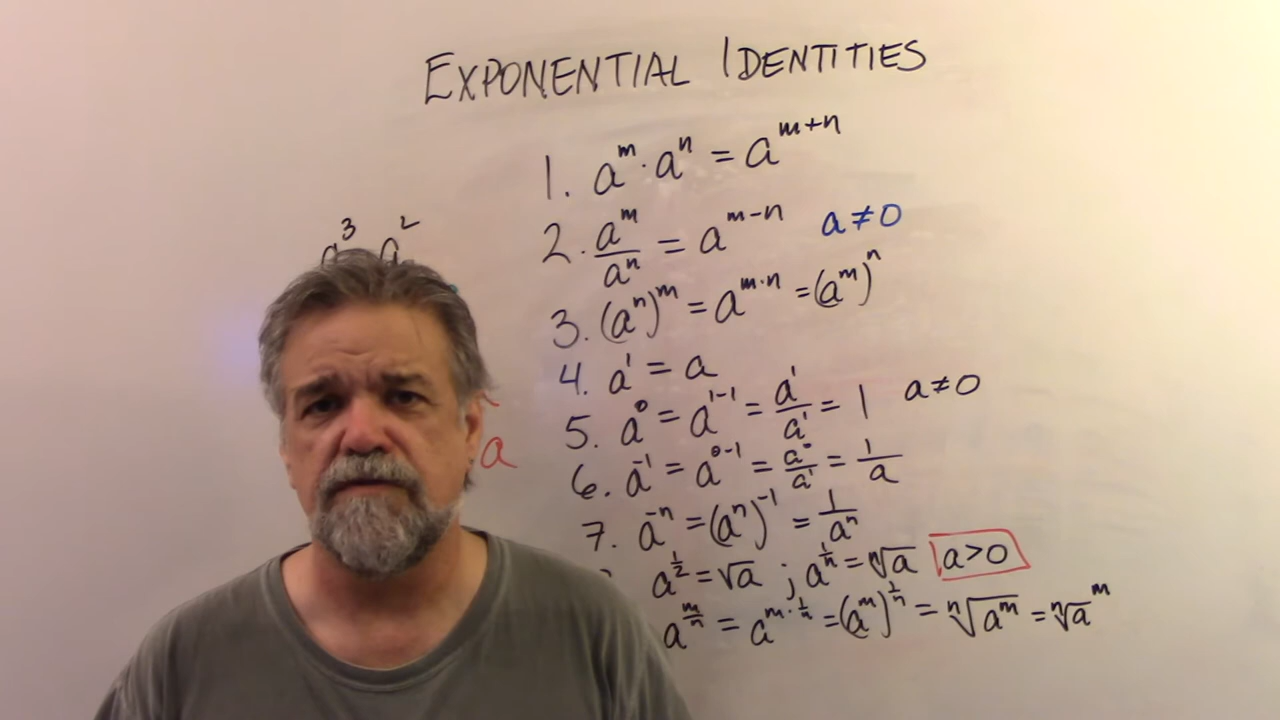 EXPONENTIAL IDENTITIES
1. a^m · a^n = a^{m+n}
a^3 a^2
2. a^m/a^n = a^{m-n} a ≠ 0
3. (a^n)^m = a^{m·n} = (a^m)^n
4. a^1 = a
5. a^0 = a^{1-1} = a^1/a^1 = 1 a ≠ 0
a
6. a^{-1} = a^{0-1} = a^0/a^1 = 1/a
7. a^{-n} = (a^n)^{-1} = 1/a^n
a^{1/2} = √a ; a^{1/n} = ⁿ√a a > 0
a^{m/n} = a^{m·1/n} = (a^m)^{1/n} = ⁿ√(a^m) = ⁿ√a^m